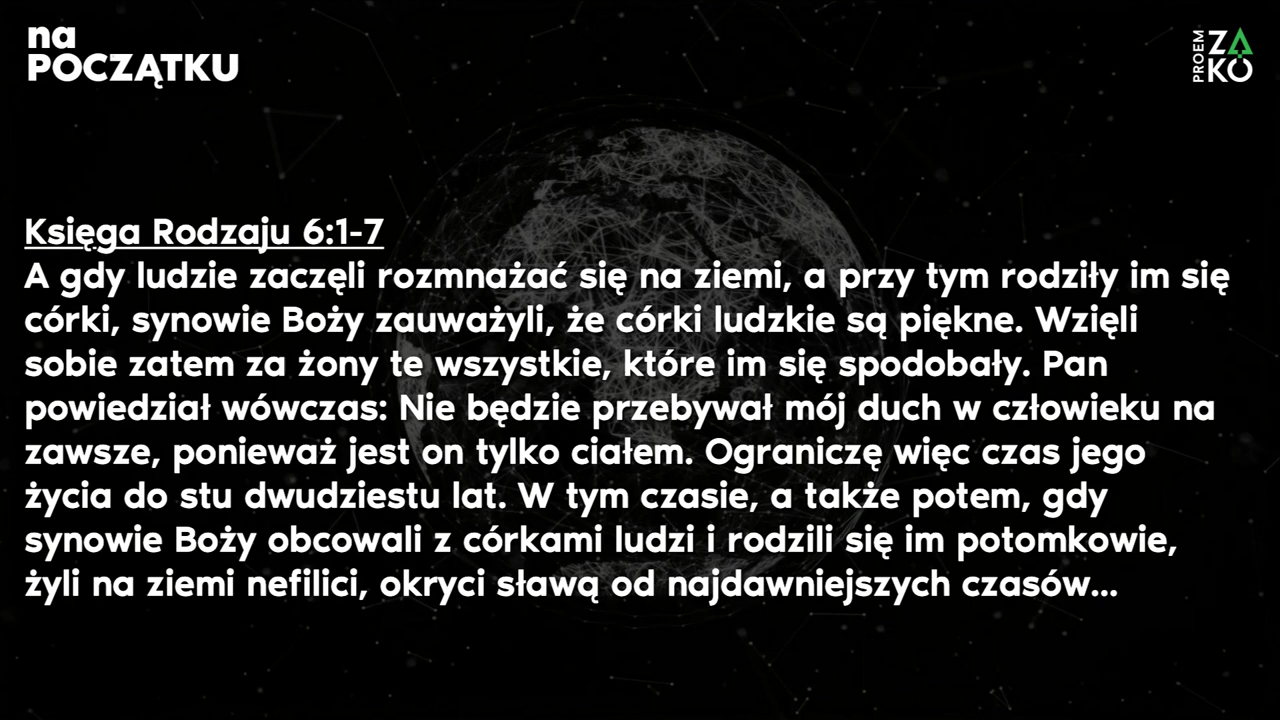 na
POCZĄTKU
PROEM
ZAKO
Księga Rodzaju 6:1-7
A gdy ludzie zaczęli rozmnażać się na ziemi, a przy tym rodziły im się
córki, synowie Boży zauważyli, że córki ludzkie są piękne. Wzięli
sobie zatem za żony te wszystkie, które im się spodobały. Pan
powiedział wówczas: Nie będzie przebywał mój duch w człowieku na
zawsze, ponieważ jest on tylko ciałem. Ograniczę więc czas jego
życia do stu dwudziestu lat. W tym czasie, a także potem, gdy
synowie Boży obcowali z córkami ludzi i rodzili się im potomkowie,
żyli na ziemi nefilici, okryci sławą od najdawniejszych czasów...